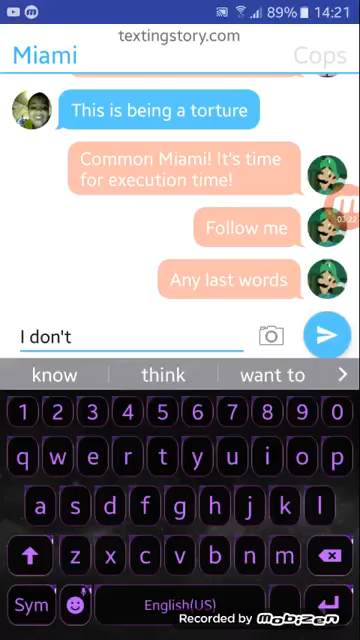 89% 14:21
textingstory.com
Miami
Cops
This is being a torture
Common Miami! It's time
for execution time!
Follow me
03:22
Any last words
I don't
know think want to
1 2 3 4 5 6 7 8 9 0
q w e r t y u i o p
a s d f g h j k l
z x c v b n m
Sym English(US)
Recorded by MOBIZEN